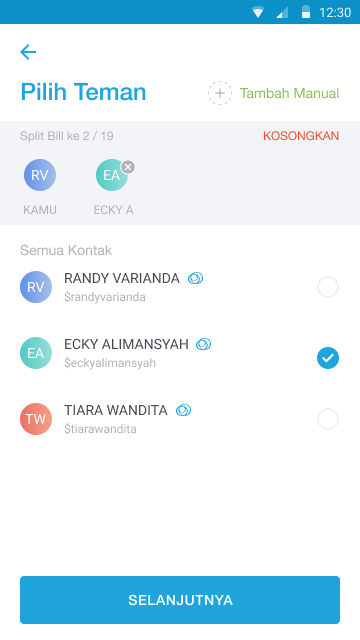 12:30
Pilih Teman
Tambah Manual
Split Bill ke 2 / 19
KOSONGKAN
RV
EA
KAMU
ECKY A
Semua Kontak
RV
RANDY VARIANDA
$randyvarianda
EA
ECKY ALIMANSYAH
$eckyalimansyah
TW
TIARA WANDITA
$tiarawandita
SELANJUTNYA